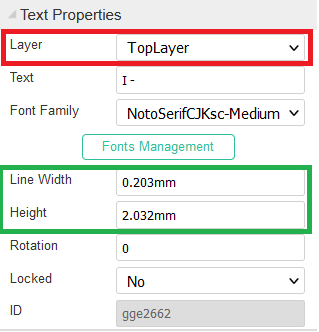 Text Properties
Layer TopLayer
Text I -
Font Family NotoSerifCJKsc-Medium
Fonts Management
Line Width 0.203mm
Height 2.032mm
Rotation 0
Locked No
ID gge2662